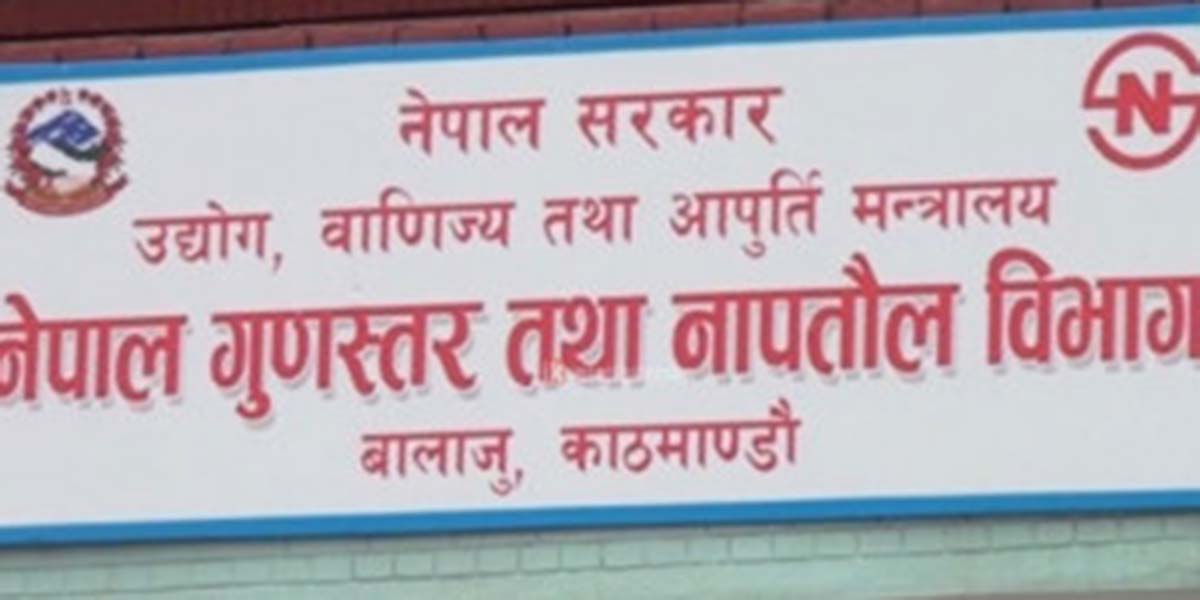 नेपाल सरकार
उद्योग, वाणिज्य तथा आपुर्ति मन्त्रालय
नेपाल गुणस्तर तथा नापतौल विभाग
बालाजु, काठमाण्डौ
N